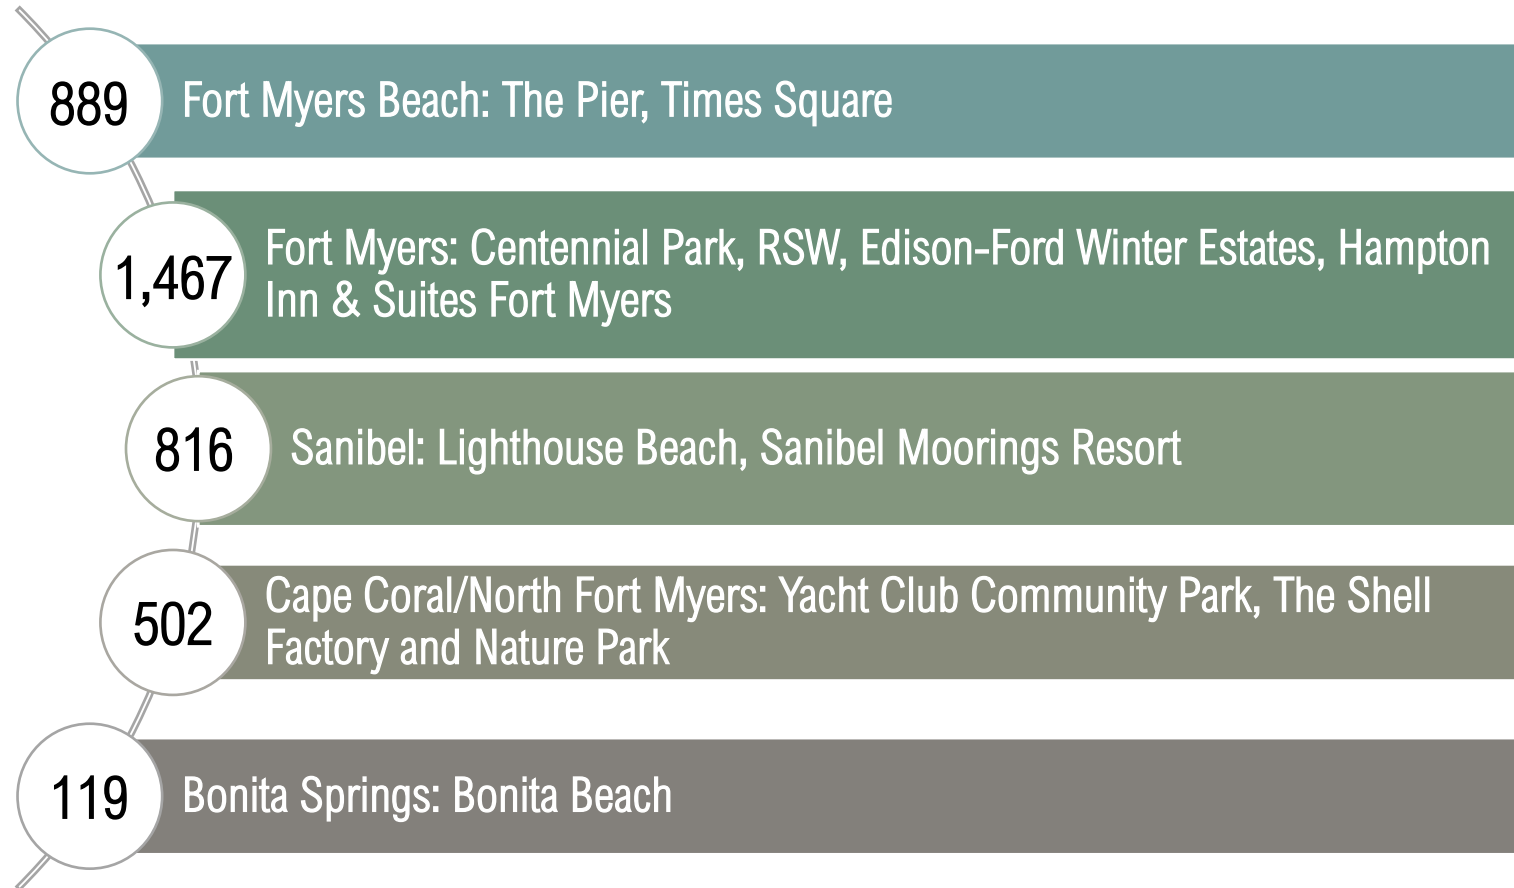 889
Fort Myers Beach: The Pier, Times Square
1,467
Fort Myers: Centennial Park, RSW, Edison-Ford Winter Estates, Hampton
Inn & Suites Fort Myers
816
Sanibel: Lighthouse Beach, Sanibel Moorings Resort
502
Cape Coral/North Fort Myers: Yacht Club Community Park, The Shell
Factory and Nature Park
119
Bonita Springs: Bonita Beach